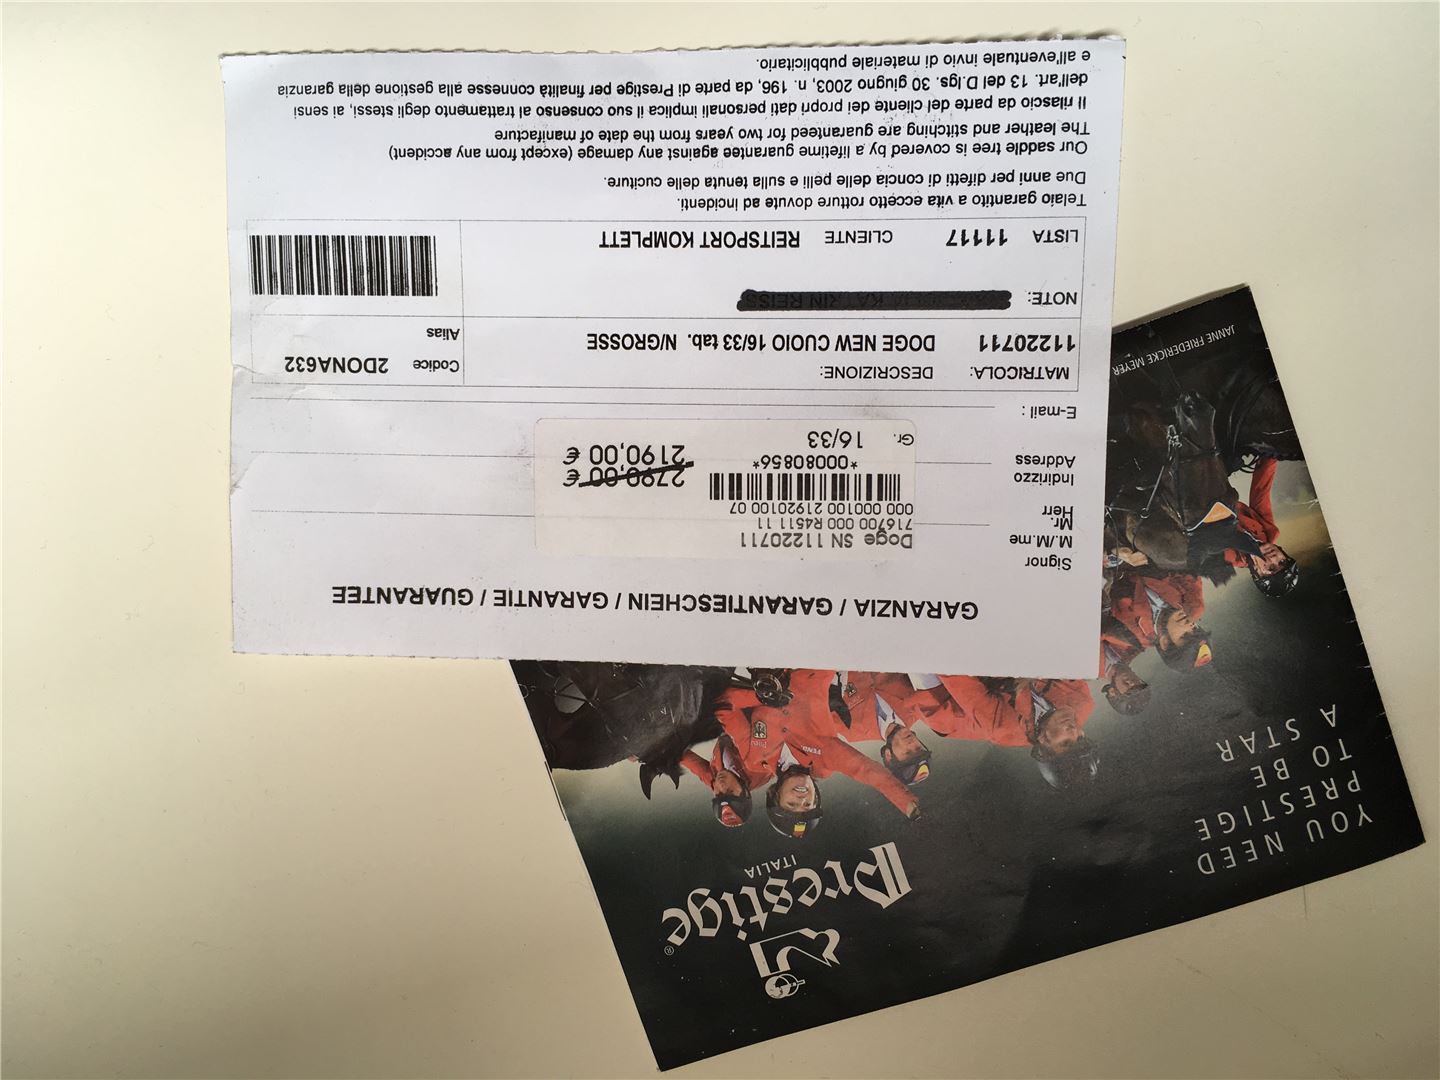 GARANZIA / GARANTIESCHEIN / GARANTIE / GUARANTEE
Signor
M./M.me
Mr.
Herr
Indirizzo
Address
E-mail :
Doge SN 11220711
716700 000 R4511 11
000 000100 21920100 07
*00080856*
Gr. 16/33
2790,00 €
2190,00 €
MATRICOLA: DESCRIZIONE:
11220711 DOGE NEW CUOIO 16/33 tab. N/GROSSE
Codice 2DONA632
Alias
NOTE: KATRIN REISS
LISTA 11117 CLIENTE REITSPORT KOMPLETT
Telaio garantito a vita eccetto rotture dovute ad incidenti.
Due anni per difetti di concia delle pelli e sulla tenuta delle cuciture.
Our saddle tree is covered by a lifetime guarantee against any damage (except from any accident)
The leather and stitching are guaranteed for two years from the date of manifacture
Il rilascio da parte del cliente dei propri dati personali implica il suo consenso al trattamento degli stessi, ai sensi
dell'art. 13 del D.lgs. 30 giugno 2003, n. 196, da parte di Prestige per finalità connesse alla gestione della garanzia
e all'eventuale invio di materiale pubblicitario.
Prestige®
ITALIA
YOU NEED
PRESTIGE
TO BE
A STAR
JANNE FRIEDERICKE MEYER